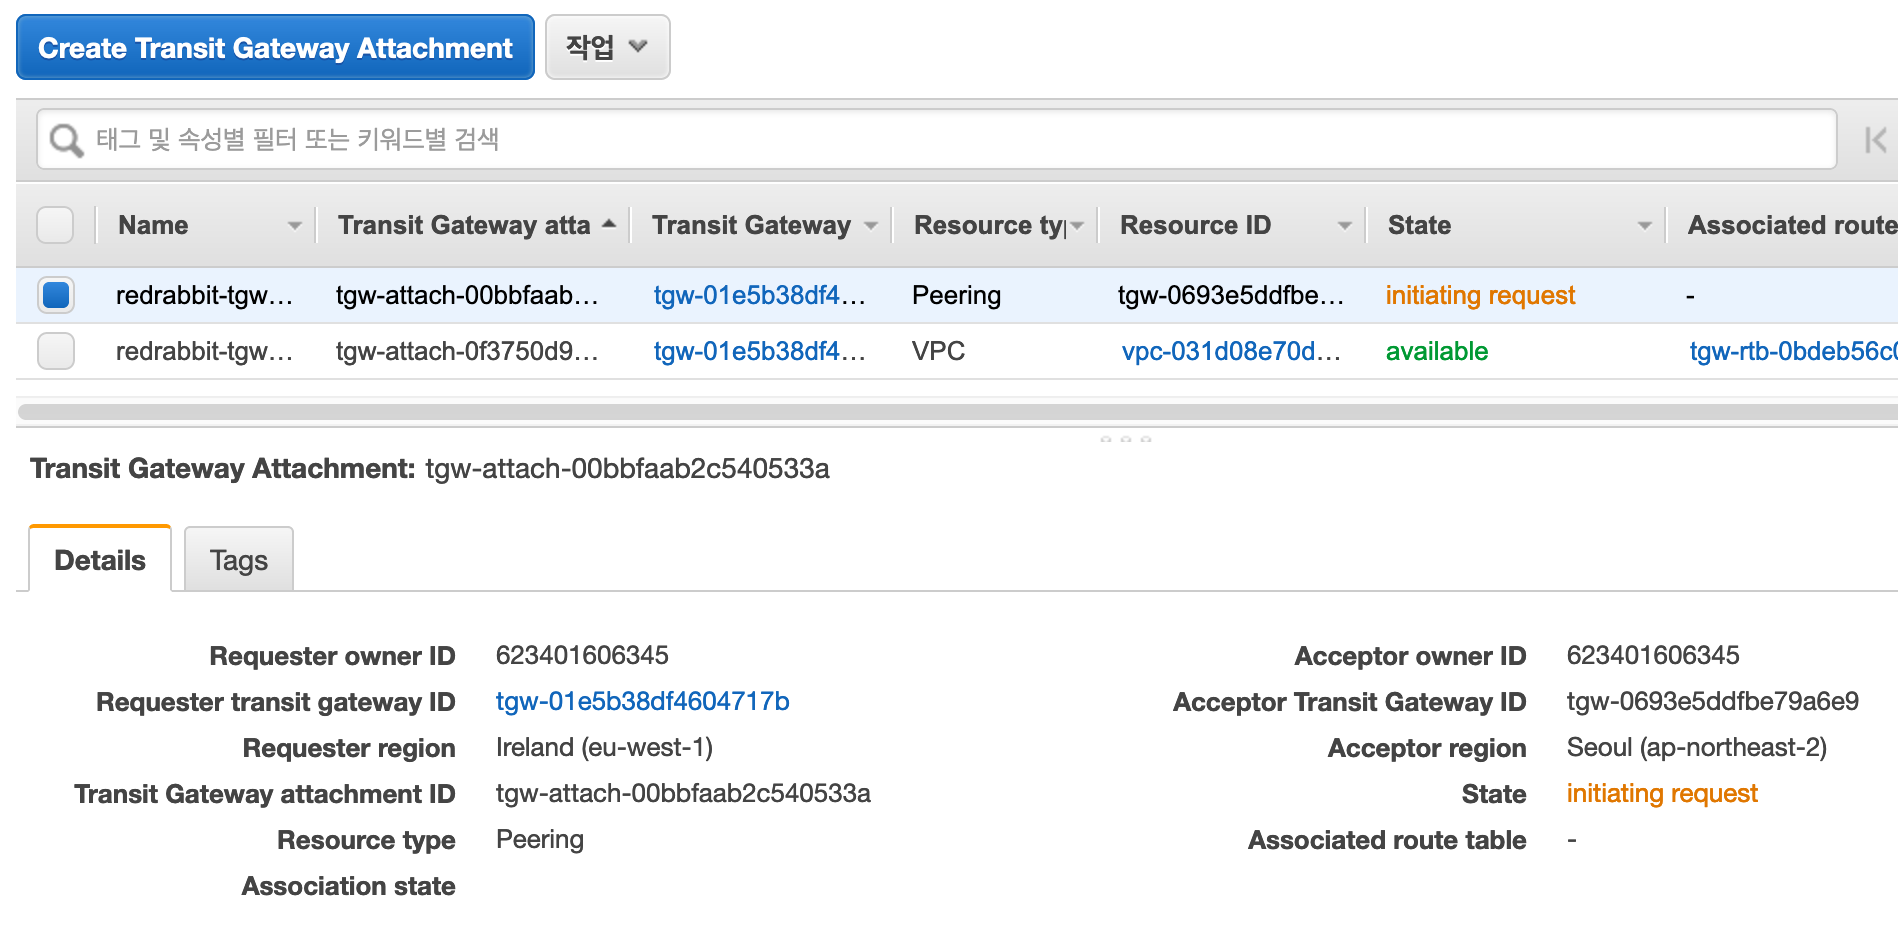 Create Transit Gateway Attachment 작업
태그 및 속성별 필터 또는 키워드별 검색
Name Transit Gateway atta Transit Gateway Resource ty Resource ID State Associated route
redrabbit-tgw... tgw-attach-00bbfaab... tgw-01e5b38df4... Peering tgw-0693e5ddfbe... initiating request -
redrabbit-tgw... tgw-attach-0f3750d9... tgw-01e5b38df4... VPC vpc-031d08e70d... available tgw-rtb-0bdeb56c0
Transit Gateway Attachment: tgw-attach-00bbfaab2c540533a
Details Tags
Requester owner ID 623401606345 Acceptor owner ID 623401606345
Requester transit gateway ID tgw-01e5b38df4604717b Acceptor Transit Gateway ID tgw-0693e5ddfbe79a6e9
Requester region Ireland (eu-west-1) Acceptor region Seoul (ap-northeast-2)
Transit Gateway attachment ID tgw-attach-00bbfaab2c540533a State initiating request
Resource type Peering Associated route table -
Association state